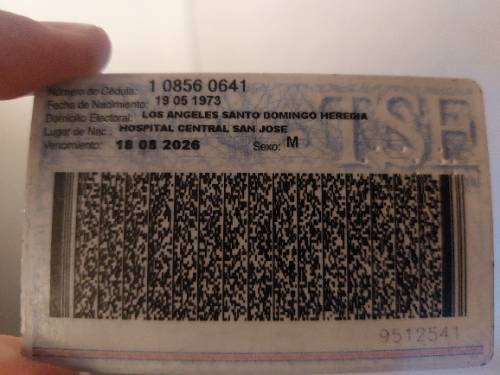 Número de Cédula: 1 0856 0641
Fecha de Nacimiento: 19 05 1973
Domicilio Electoral: LOS ANGELES SANTO DOMINGO HEREDIA
Lugar de Nac.: HOSPITAL CENTRAL SAN JOSE
Vencimiento: 18 08 2026 Sexo: M
TSE
9512541